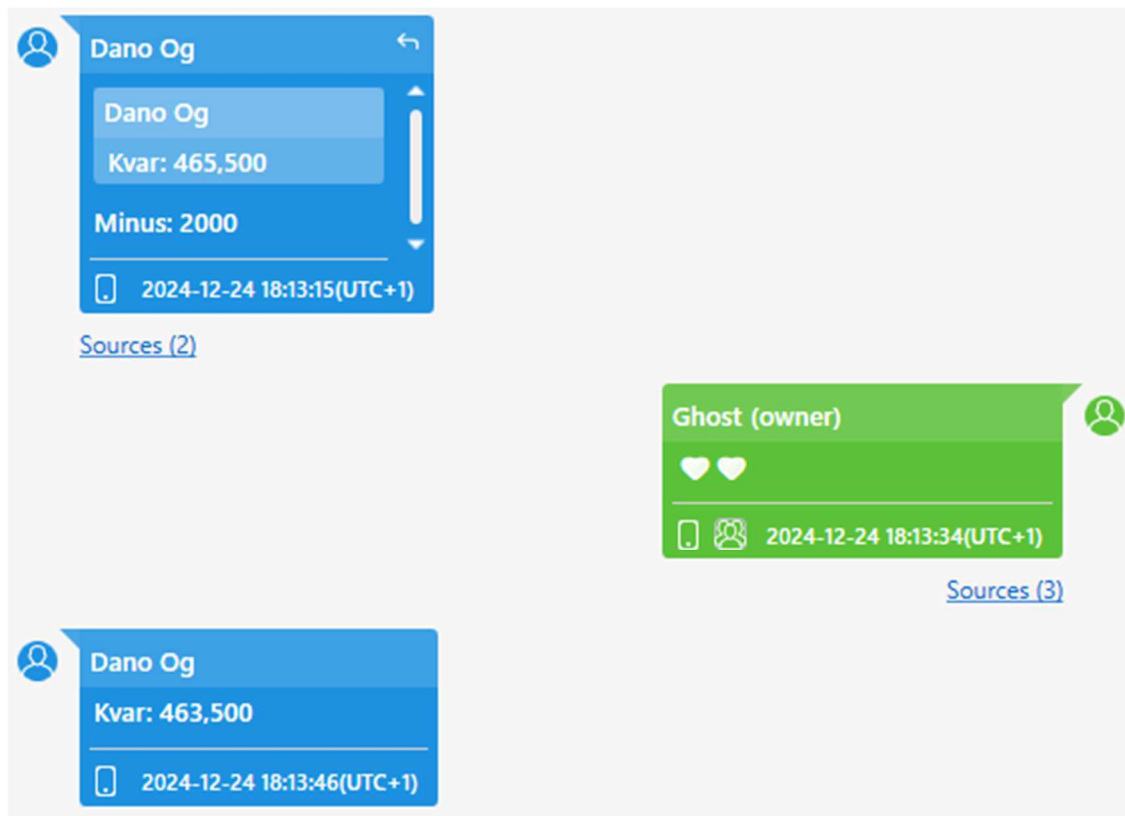 Dano Og
Dano Og
Kvar: 465,500
Minus: 2000
2024-12-24 18:13:15(UTC+1)
Sources (2)
Ghost (owner)
🤍🤍
2024-12-24 18:13:34(UTC+1)
Sources (3)
Dano Og
Kvar: 463,500
2024-12-24 18:13:46(UTC+1)